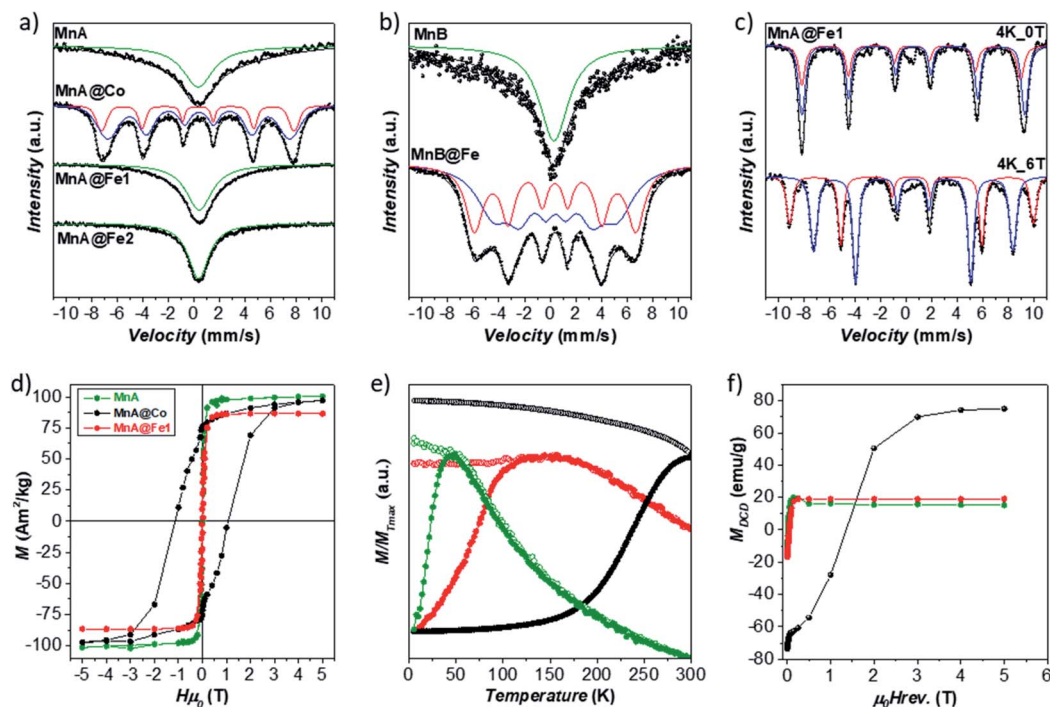 a)
MnA
MnA@Co
MnA@Fe1
MnA@Fe2
Intensity (a.u.)
-10 -8 -6 -4 -2 0 2 4 6 8 10
Velocity (mm/s)
b)
MnB
MnB@Fe
Intensity (a.u.)
-10 -8 -6 -4 -2 0 2 4 6 8 10
Velocity (mm/s)
c)
MnA@Fe1
4K_0T
4K_6T
Intensity (a.u.)
-10 -8 -6 -4 -2 0 2 4 6 8 10
Velocity (mm/s)
d)
MnA
MnA@Co
MnA@Fe1
M (Am²/kg)
100
75
50
25
0
-25
-50
-75
-100
-5 -4 -3 -2 -1 0 1 2 3 4 5
Hμ₀ (T)
e)
M/M_Tmax (a.u.)
0 50 100 150 200 250 300
Temperature (K)
f)
M_DCD (emu/g)
80
60
40
20
0
-20
-40
-60
-80
0 1 2 3 4 5 6
μ₀Hrev. (T)